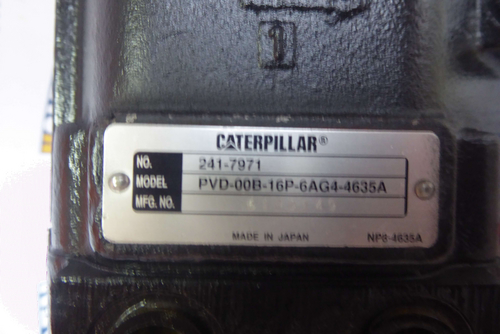 1
CATERPILLAR®
NO. 241-7971
MODEL PVD-00B-16P-6AG4-4635A
MFG. NO.
MADE IN JAPAN NP6-4635A